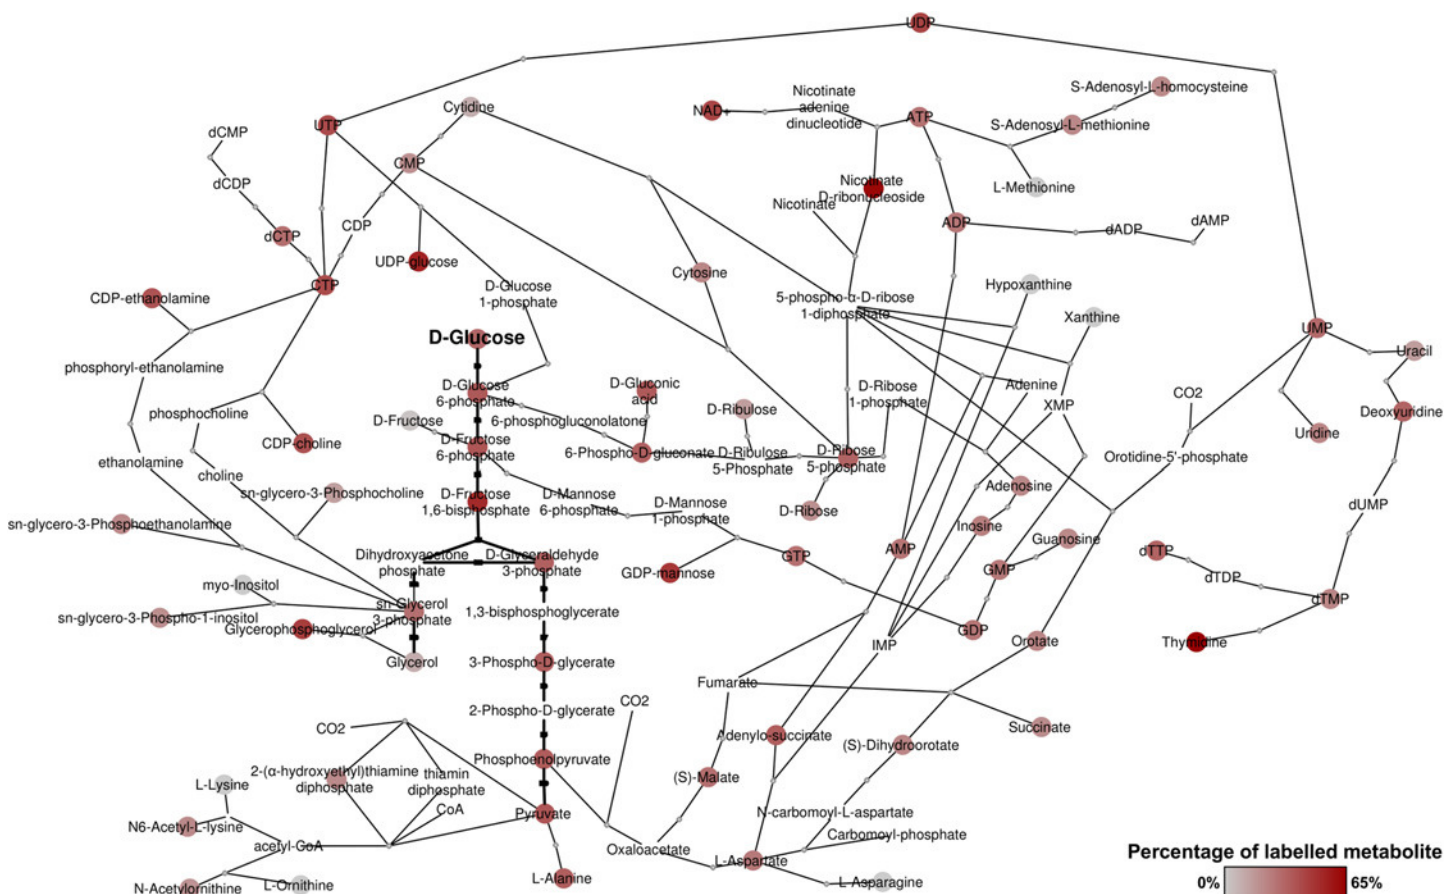 UDP
S-Adenosyl-L-homocysteine
Nicotinate
adenine
dinucleotide
NAD+
ATP
Cytidine
UTP
S-Adenosyl-L-methionine
dCMP
CMP
dCDP
Nicotinate
D-ribonucleoside
L-Methionine
Nicotinate
ADP
dADP
dAMP
CDP
dCTP
UDP-glucose
Cytosine
CTP
D-Glucose
1-phosphate
Hypoxanthine
CDP-ethanolamine
5-phospho-α-D-ribose
1-diphosphate
Xanthine
UMP
D-Glucose
Uracil
phosphoryl-ethanolamine
D-Glucose
6-phosphate
D-Gluconic
acid
D-Ribose
1-phosphate
Adenine
CO2
XMP
D-Fructose
6-phosphogluconolatone
D-Ribulose
Deoxyuridine
phosphocholine
Uridine
CDP-choline
D-Fructose
6-phosphate
6-Phospho-D-gluconate
D-Ribulose
5-Phosphate
D-Ribose
5-phosphate
Orotidine-5'-phosphate
ethanolamine
choline
sn-glycero-3-Phosphocholine
D-Fructose
1,6-bisphosphate
D-Mannose
6-phosphate
D-Mannose
1-phosphate
D-Ribose
Adenosine
dUMP
sn-glycero-3-Phosphoethanolamine
Inosine
Guanosine
Dihydroxyacetone
phosphate
D-Glyceraldehyde
3-phosphate
GTP
AMP
dTTP
GDP-mannose
GMP
dTDP
myo-Inositol
dTMP
sn-glycero-3-Phospho-1-inositol
sn-Glycerol
3-phosphate
1,3-bisphosphoglycerate
Glycerophosphoglycerol
GDP
IMP
Orotate
Thymidine
Glycerol
3-Phospho-D-glycerate
Fumarate
2-Phospho-D-glycerate
CO2
CO2
Adenylo-succinate
Succinate
(S)-Dihydroorotate
Phosphoenolpyruvate
2-(α-hydroxyethyl)thiamine
diphosphate
thiamin
diphosphate
(S)-Malate
L-Lysine
CoA
Pyruvate
N-carbomoyl-L-aspartate
N6-Acetyl-L-lysine
Carbomoyl-phosphate
acetyl-CoA
Oxaloacetate
L-Aspartate
Percentage of labelled metabolite
L-Alanine
L-Asparagine
N-Acetylornithine
L-Ornithine
0%
65%